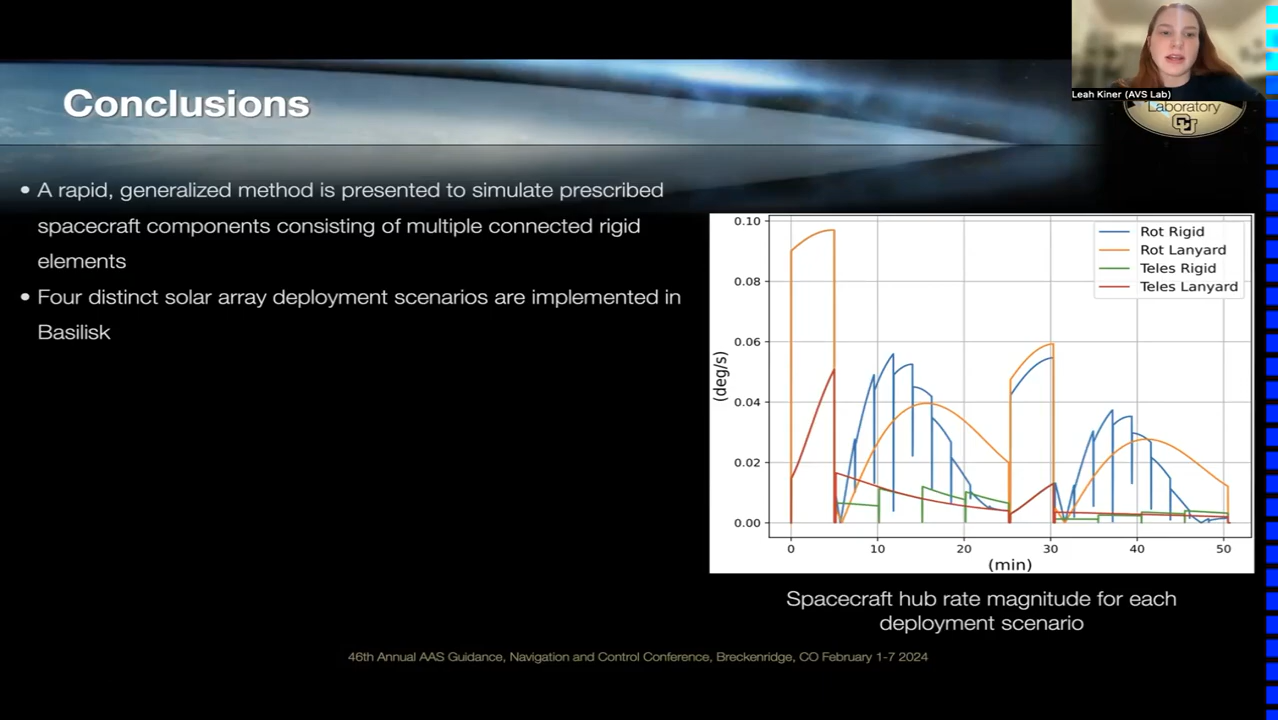 Conclusions
Leah Kiner (AVS Lab)
Laboratory
CU
• A rapid, generalized method is presented to simulate prescribed
spacecraft components consisting of multiple connected rigid
elements
• Four distinct solar array deployment scenarios are implemented in
Basilisk
0.10
0.08
0.06
0.04
0.02
0.00
(deg/s)
Rot Rigid
Rot Lanyard
Teles Rigid
Teles Lanyard
0 10 20 30 40 50
(min)
Spacecraft hub rate magnitude for each
deployment scenario
46th Annual AAS Guidance, Navigation and Control Conference, Breckenridge, CO February 1-7 2024